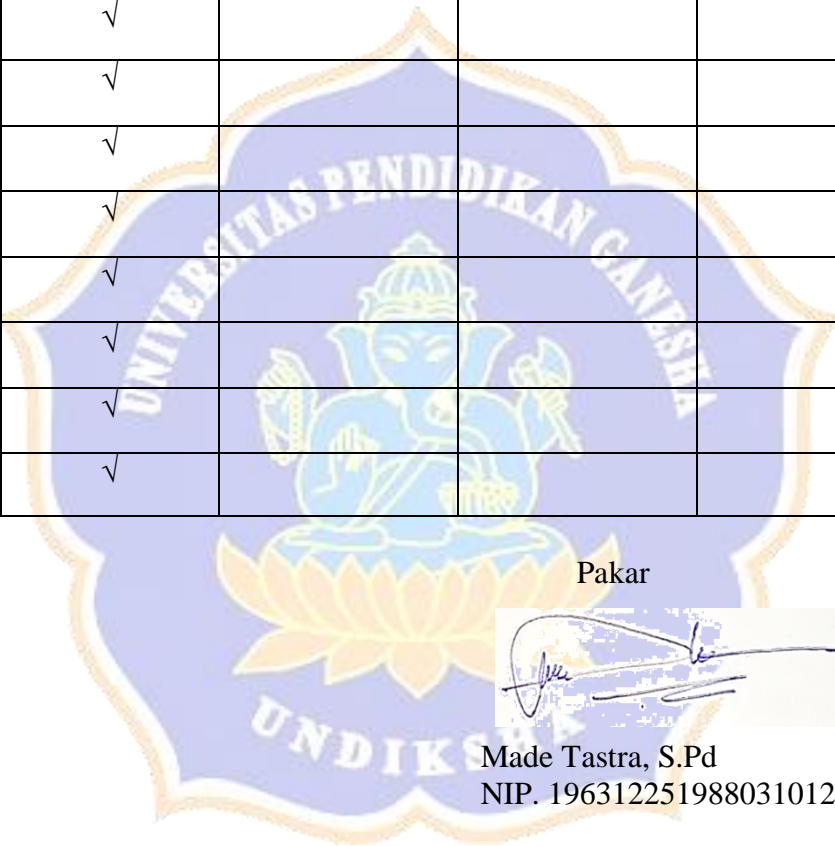 √
√
√
√
√
√
√
√
UNIVERSITAS PENDIDIKAN GANESHA
UNDIKSHA
Pakar
Made Tastra, S.Pd
NIP. 196312251988031012